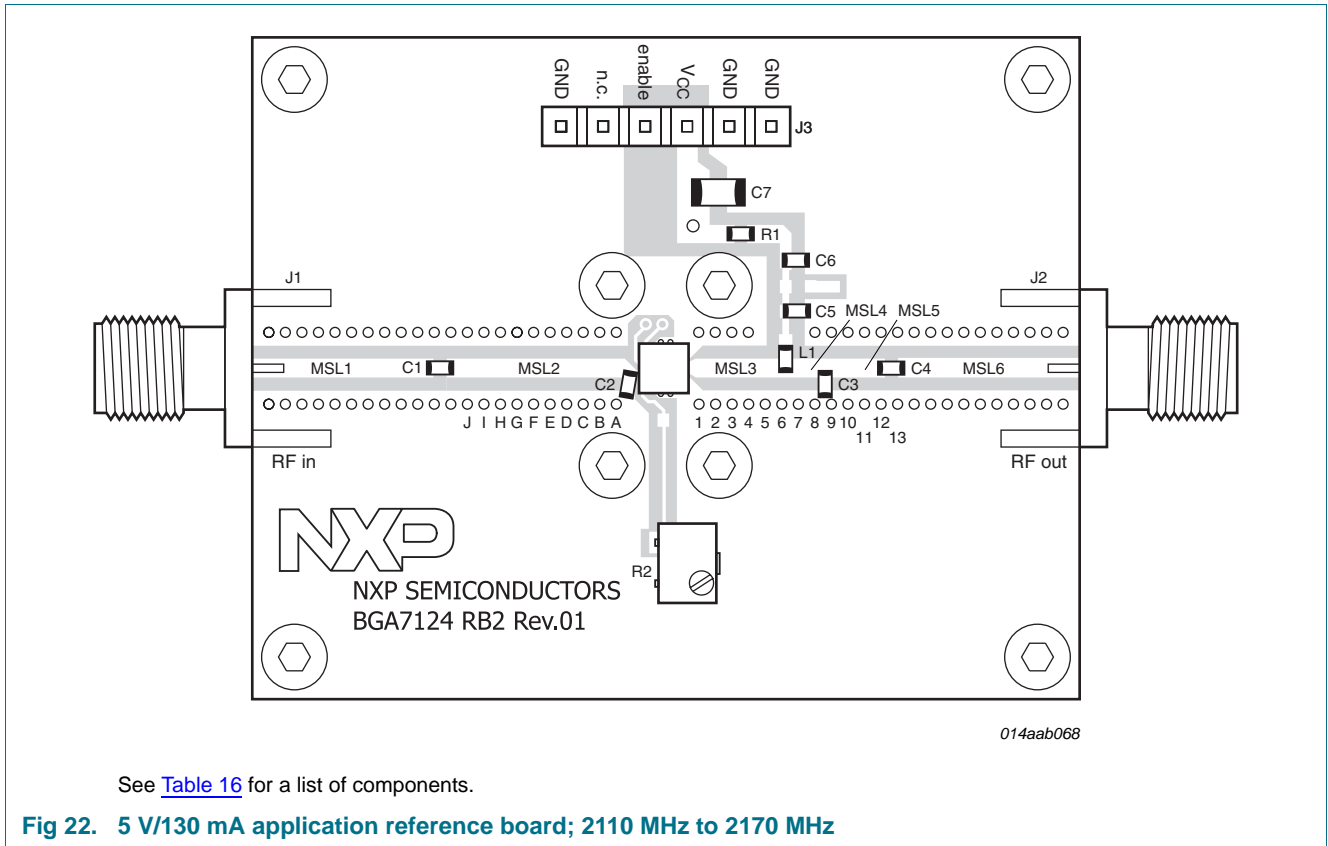 GND
n.c.
enable
VCC
GND
GND
J3
C7
R1
C6
J1
J2
C5
MSL4
MSL5
L1
MSL1
C1
MSL2
MSL3
C4
MSL6
C2
C3
J I H G F E D C B A
1 2 3 4 5 6 7 8 9 10 12
11 13
RF in
RF out
NXP
R2
NXP SEMICONDUCTORS
BGA7124 RB2 Rev.01
014aab068
See Table 16 for a list of components.
Fig 22. 5 V/130 mA application reference board; 2110 MHz to 2170 MHz